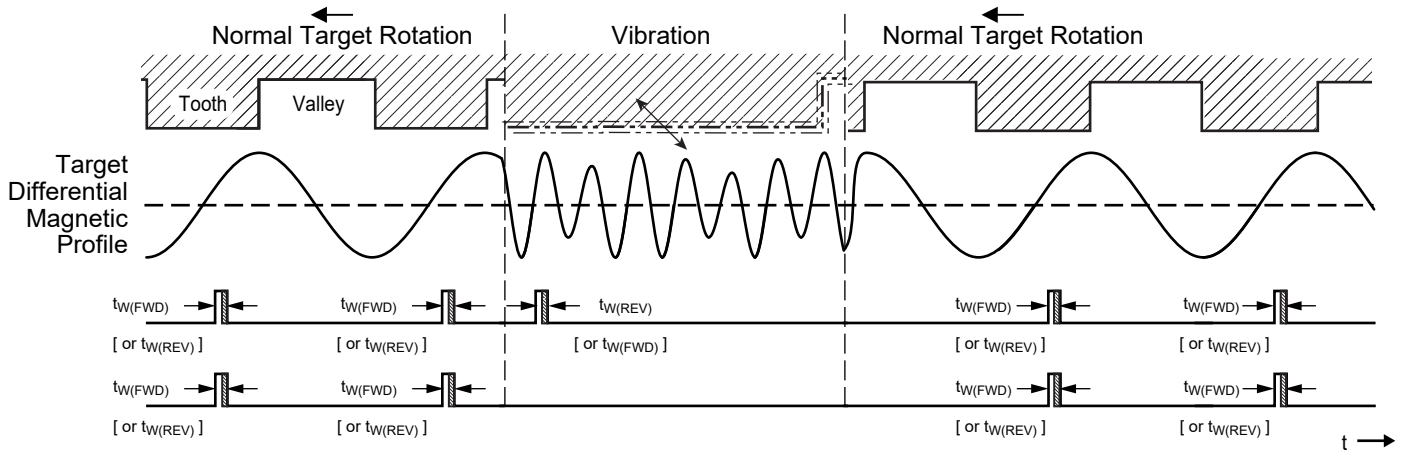 Normal Target Rotation
Vibration
Normal Target Rotation
Tooth
Valley
Target
Differential
Magnetic
Profile
tW(FWD)
tW(FWD)
tW(REV)
tW(FWD)
tW(FWD)
[ or tW(REV) ]
[ or tW(REV) ]
[ or tW(FWD) ]
[ or tW(REV) ]
[ or tW(REV) ]
tW(FWD)
tW(FWD)
tW(FWD)
tW(FWD)
[ or tW(REV) ]
[ or tW(REV) ]
[ or tW(REV) ]
[ or tW(REV) ]
t